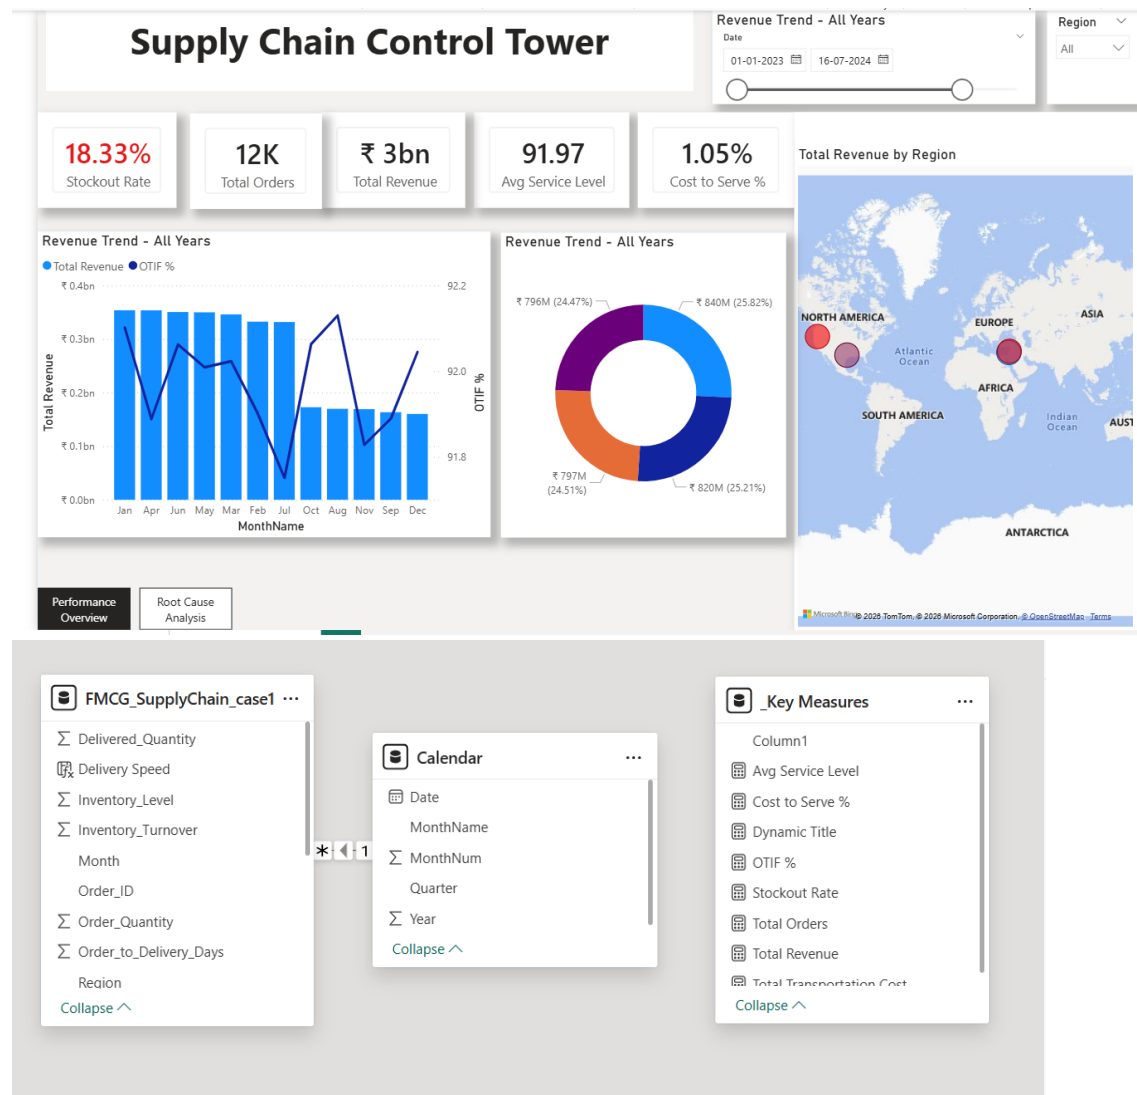 Supply Chain Control Tower
Revenue Trend - All Years
Date
01-01-2023
16-07-2024
Region
All
18.33%
Stockout Rate
12K
Total Orders
₹ 3bn
Total Revenue
91.97
Avg Service Level
1.05%
Cost to Serve %
Total Revenue by Region
Revenue Trend - All Years
Total Revenue
OTIF %
₹ 0.4bn
₹ 0.3bn
₹ 0.2bn
₹ 0.1bn
₹ 0.0bn
Total Revenue
92.2
92.0
91.8
OTIF %
Jan Apr Jun May Mar Feb Jul Oct Aug Nov Sep Dec
MonthName
Revenue Trend - All Years
₹ 796M (24.47%)
₹ 840M (25.82%)
₹ 797M
(24.51%)
₹ 820M (25.21%)
NORTH AMERICA
EUROPE
ASIA
Atlantic
Ocean
AFRICA
SOUTH AMERICA
Indian
Ocean
AUST
ANTARCTICA
Microsoft Bing
© 2026 TomTom, © 2026 Microsoft Corporation, © OpenStreetMap Terms
Performance
Overview
Root Cause
Analysis
FMCG_SupplyChain_case1
Delivered_Quantity
Delivery Speed
Inventory_Level
Inventory_Turnover
Month
Order_ID
Order_Quantity
Order_to_Delivery_Days
Region
Collapse
* 1
Calendar
Date
MonthName
MonthNum
Quarter
Year
Collapse
_Key Measures
Column1
Avg Service Level
Cost to Serve %
Dynamic Title
OTIF %
Stockout Rate
Total Orders
Total Revenue
Total Transportation Cost
Collapse